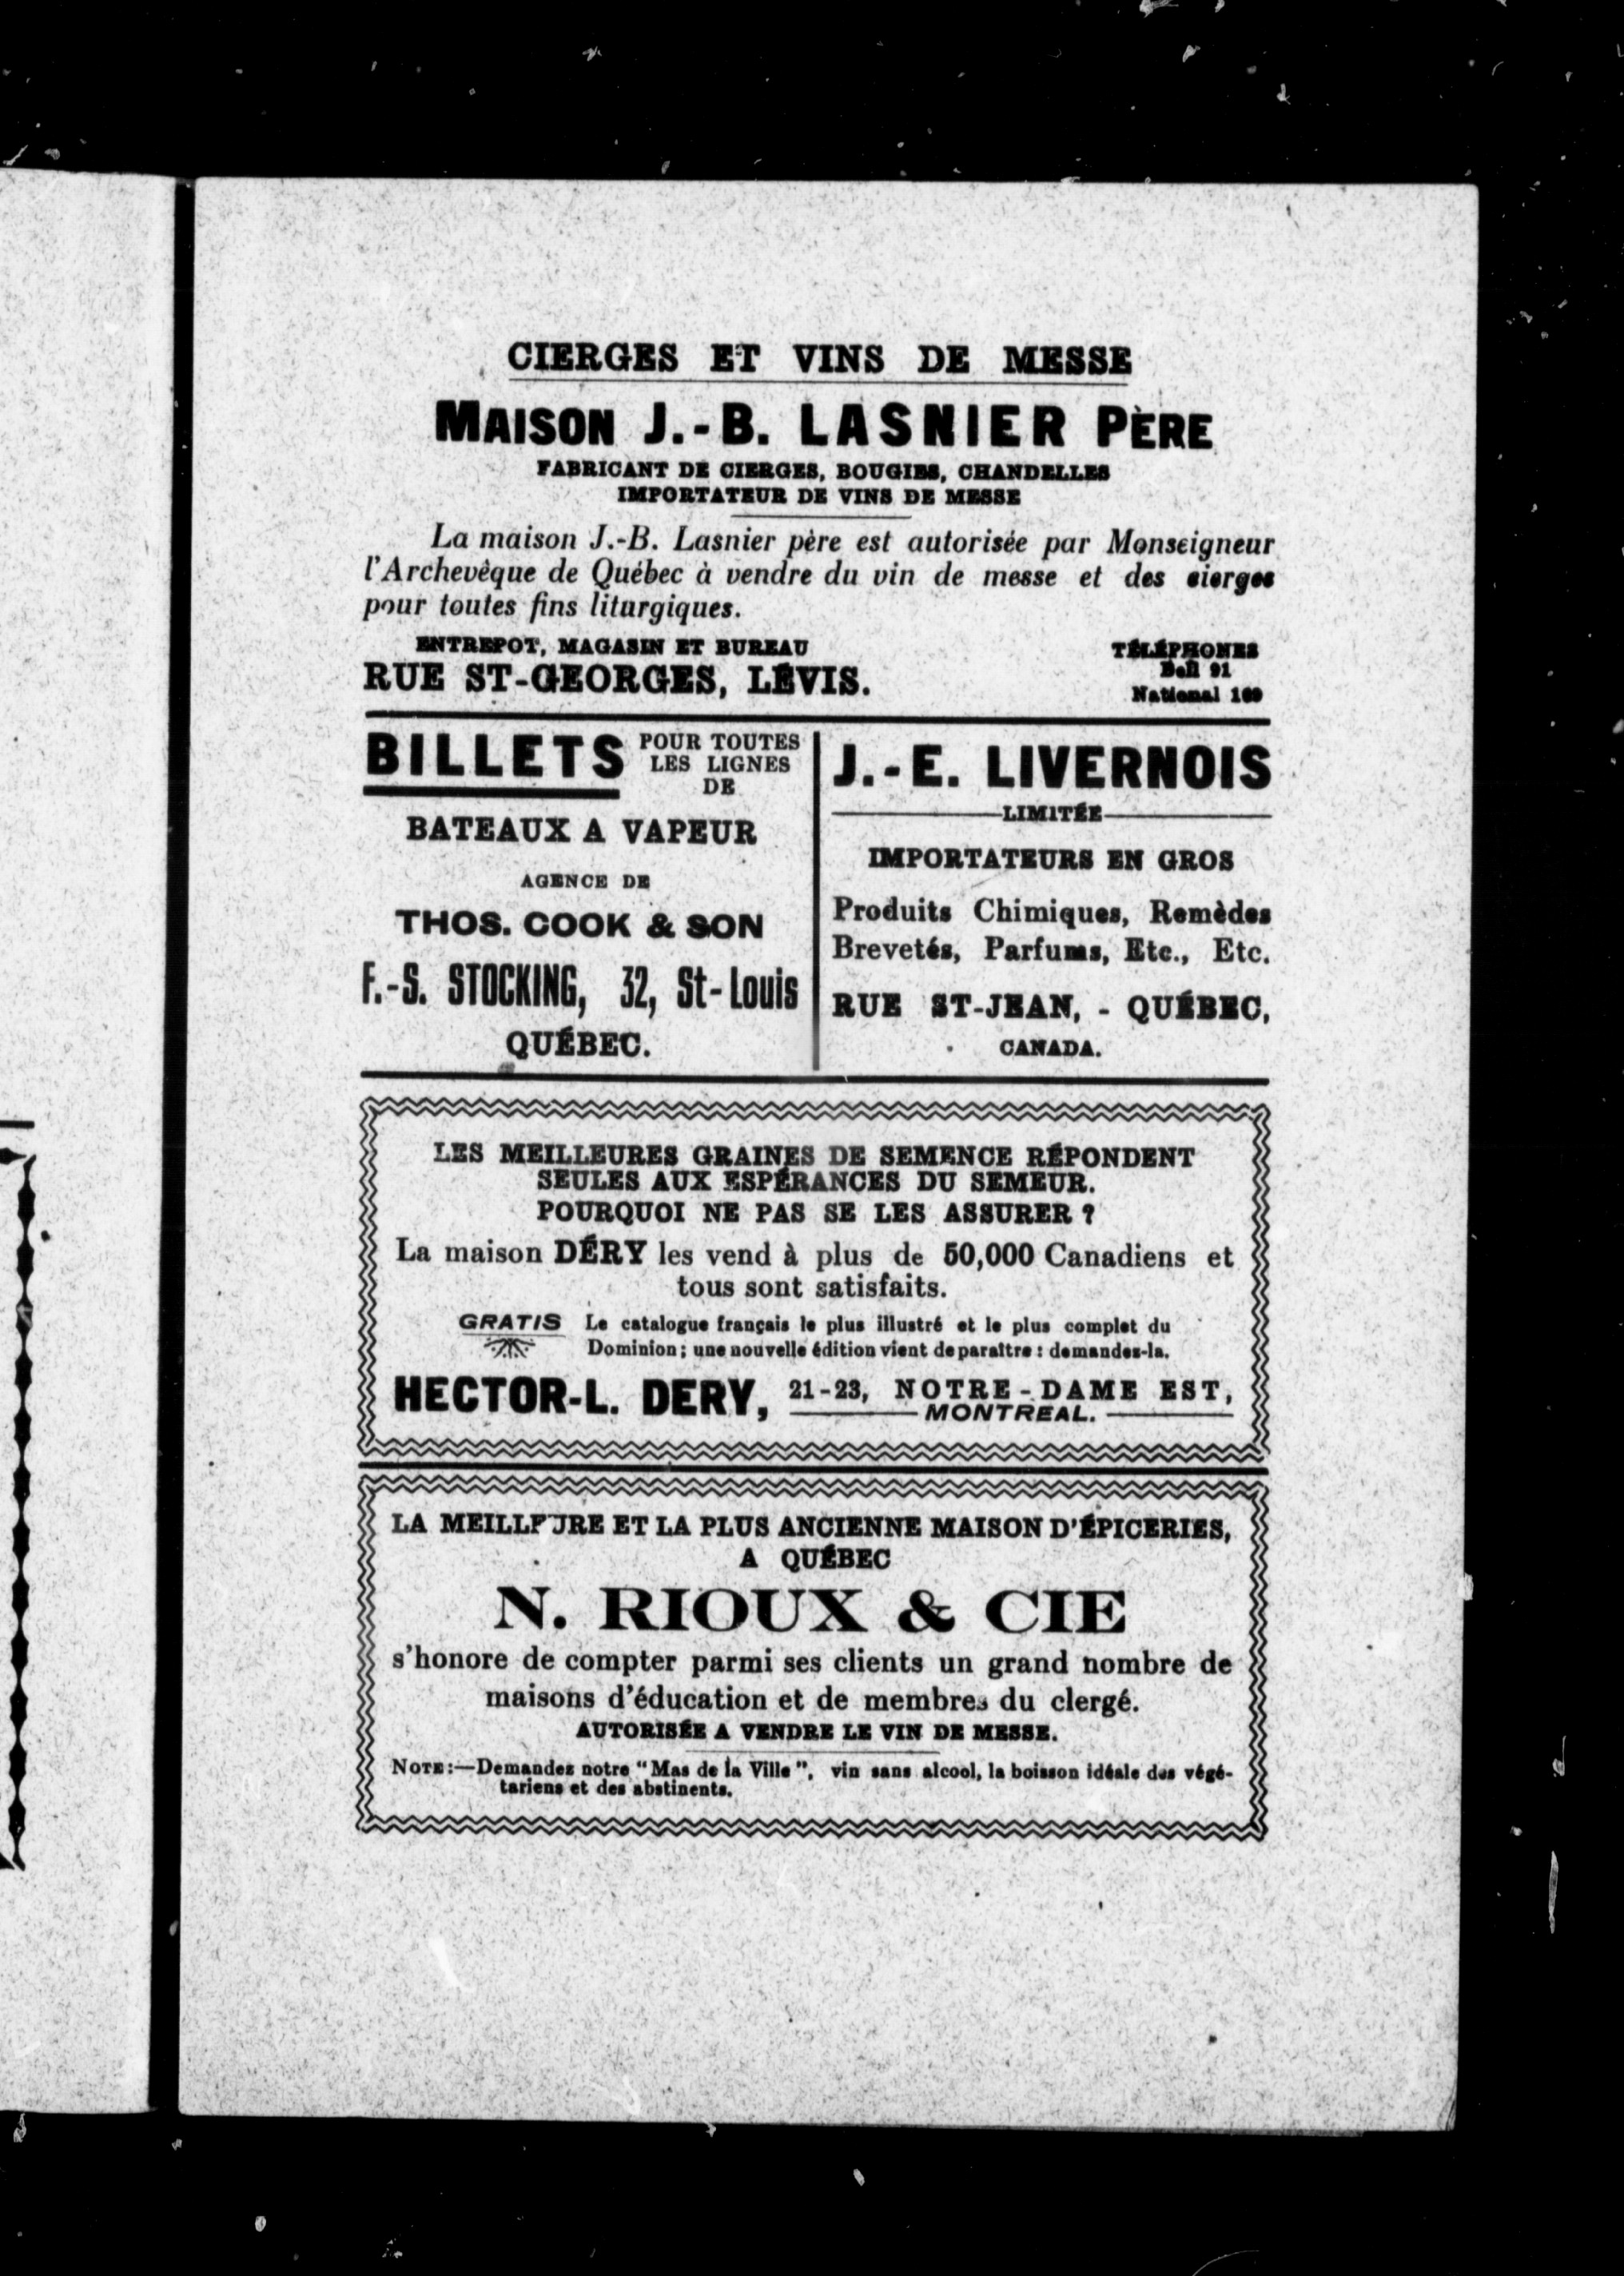 CIERGES ET VINS DE MESSE
MAISON J.-B. LASNIER PÈRE
FABRICANT DE CIERGES, BOUGIES, CHANDELLES
IMPORTATEUR DE VINS DE MESSE
La maison J.-B. Lasnier père est autorisée par Monseigneur
l'Archevêque de Québec à vendre du vin de messe et des cierges
pour toutes fins liturgiques.
ENTREPOT, MAGASIN ET BUREAU
RUE ST-GEORGES, LÉVIS.
TÉLÉPHONES
Bell 91
National 169
BILLETS POUR TOUTES
LES LIGNES
DE
BATEAUX A VAPEUR
AGENCE DE
THOS. COOK & SON
F.-S. STOCKING, 32, St-Louis
QUÉBEC.
J.-E. LIVERNOIS
LIMITÉE
IMPORTATEURS EN GROS
Produits Chimiques, Remèdes
Brevetés, Parfums, Etc., Etc.
RUE ST-JEAN, - QUÉBEC,
CANADA.
LES MEILLEURES GRAINES DE SEMENCE RÉPONDENT
SEULES AUX ESPÉRANCES DU SEMEUR.
POURQUOI NE PAS SE LES ASSURER ?
La maison DÉRY les vend à plus de 50,000 Canadiens et
tous sont satisfaits.
GRATIS Le catalogue français le plus illustré et le plus complet du
Dominion ; une nouvelle édition vient de paraître : demandez-la.
HECTOR-L. DERY, 21-23, NOTRE-DAME EST,
MONTREAL.
LA MEILLEURE ET LA PLUS ANCIENNE MAISON D'ÉPICERIES,
A QUÉBEC
N. RIOUX & CIE
s'honore de compter parmi ses clients un grand nombre de
maisons d'éducation et de membres du clergé.
AUTORISÉE A VENDRE LE VIN DE MESSE.
NOTE :—Demandez notre "Mas de la Ville", vin sans alcool, la boisson idéale des végé-
tariens et des abstinents.